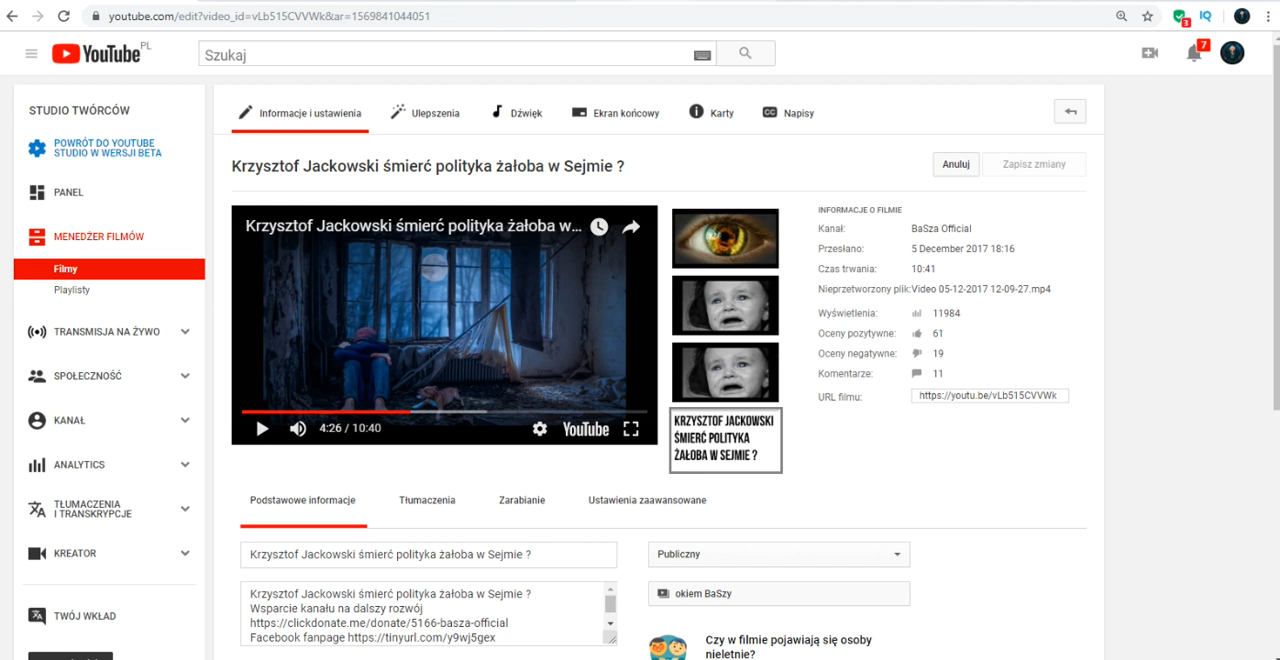 youtube.com/edit?video_id=vLb515CVVWk&ar=1569841044051
3
IQ
YouTube PL
Szukaj
7
STUDIO TWÓRCÓW
POWRÓT DO YOUTUBE
STUDIO W WERSJI BETA
PANEL
MENEDŻER FILMÓW
Filmy
Playlisty
TRANSMISJA NA ŻYWO
SPOŁECZNOŚĆ
KANAŁ
ANALYTICS
TŁUMACZENIA
I TRANSKRYPCJE
KREATOR
TWÓJ WKŁAD
Informacje i ustawienia
Ulepszenia
Dźwięk
Ekran końcowy
Karty
CC Napisy
Krzysztof Jackowski śmierć polityka żałoba w Sejmie ?
Anuluj
Zapisz zmiany
Krzysztof Jackowski śmierć polityka żałoba w...
4:26 / 10:40
YouTube
KRZYSZTOF JACKOWSKI
ŚMIERĆ POLITYKA
ŻAŁOBA W SEJMIE ?
INFORMACJE O FILMIE
Kanał: BaSza Official
Przesłano: 5 December 2017 18:16
Czas trwania: 10:41
Nieprzetworzony plik:Video 05-12-2017 12-09-27.mp4
Wyświetlenia: 11984
Oceny pozytywne: 61
Oceny negatywne: 19
Komentarze: 11
URL filmu: https://youtu.be/vLb515CVVWk
Podstawowe informacje
Tłumaczenia
Zarabianie
Ustawienia zaawansowane
Krzysztof Jackowski śmierć polityka żałoba w Sejmie ?
Krzysztof Jackowski śmierć polityka żałoba w Sejmie ?
Wsparcie kanału na dalszy rozwój
https://clickdonate.me/donate/5166-basza-official
Facebook fanpage https://tinyurl.com/y9wj5gex
Publiczny
okiem BaSzy
Czy w filmie pojawiają się osoby
nieletnie?